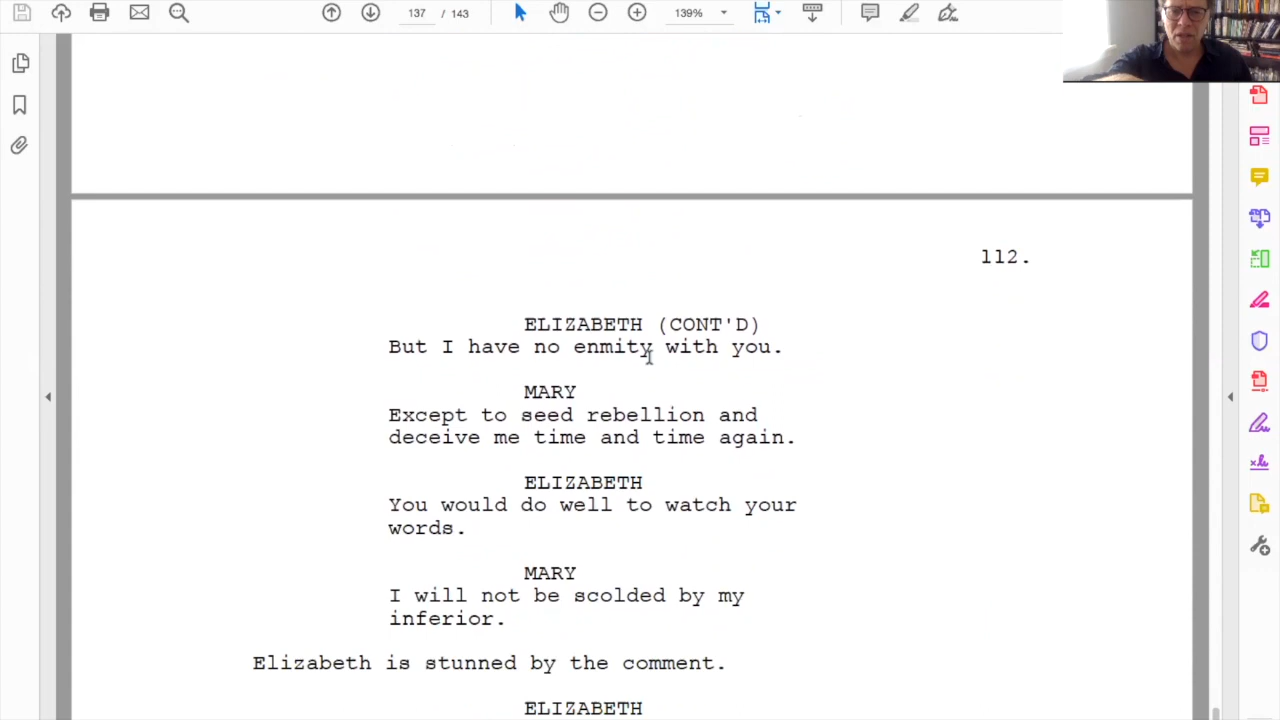 137 / 143
139%
112.
ELIZABETH (CONT'D)
But I have no enmity with you.
MARY
Except to seed rebellion and
deceive me time and time again.
ELIZABETH
You would do well to watch your
words.
MARY
I will not be scolded by my
inferior.
Elizabeth is stunned by the comment.
ELIZABETH